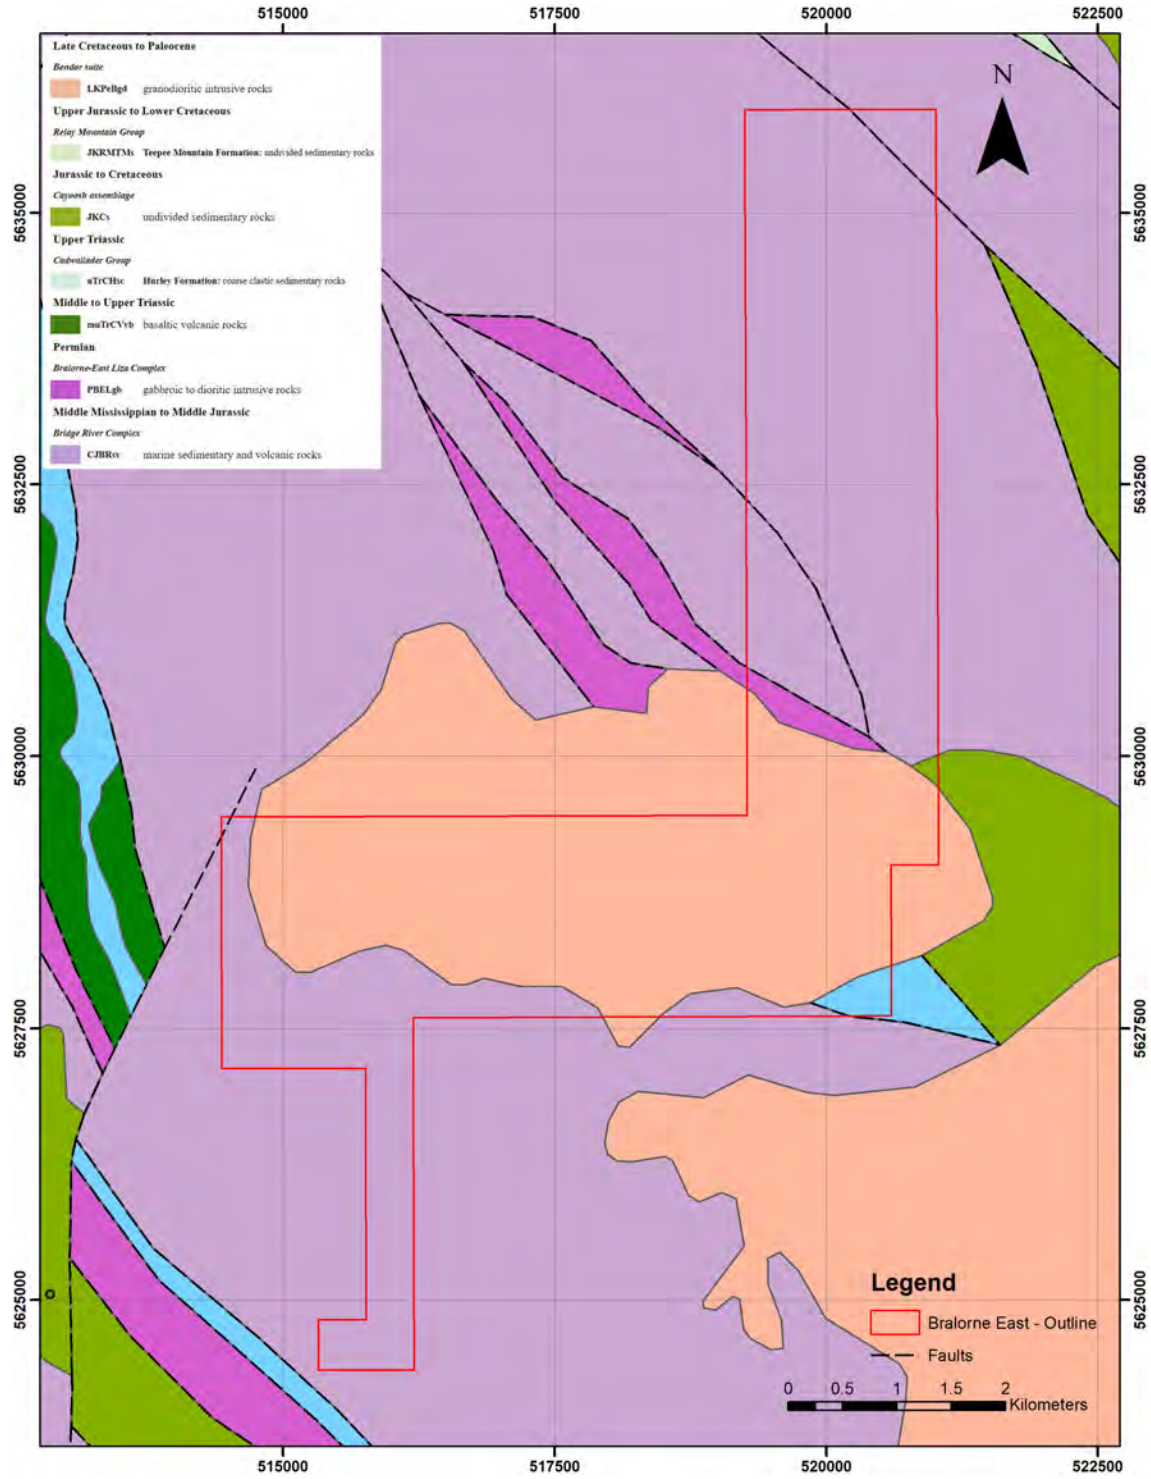 515000 517500 520000 522500
Late Cretaceous to Paleocene
Bendor suite
LKPeBgd granodioritic intrusive rocks
Upper Jurassic to Lower Cretaceous
Relay Mountain Group
JKRMTMs Teepee Mountain Formation: undivided sedimentary rocks
Jurassic to Cretaceous
Cayoosh assemblage
JKCs undivided sedimentary rocks
Upper Triassic
Cadwallader Group
uTrCHsc Hurley Formation: coarse clastic sedimentary rocks
Middle to Upper Triassic
muTrCVvb basaltic volcanic rocks
Permian
Bralorne-East Liza Complex
PBELgb gabbroic to dioritic intrusive rocks
Middle Mississippian to Middle Jurassic
Bridge River Complex
CJBRsv marine sedimentary and volcanic rocks
N
5635000 5635000
5632500 5632500
5630000 5630000
5627500 5627500
5625000 5625000
Legend
Bralorne East - Outline
Faults
0 0.5 1 1.5 2
Kilometers
515000 517500 520000 522500